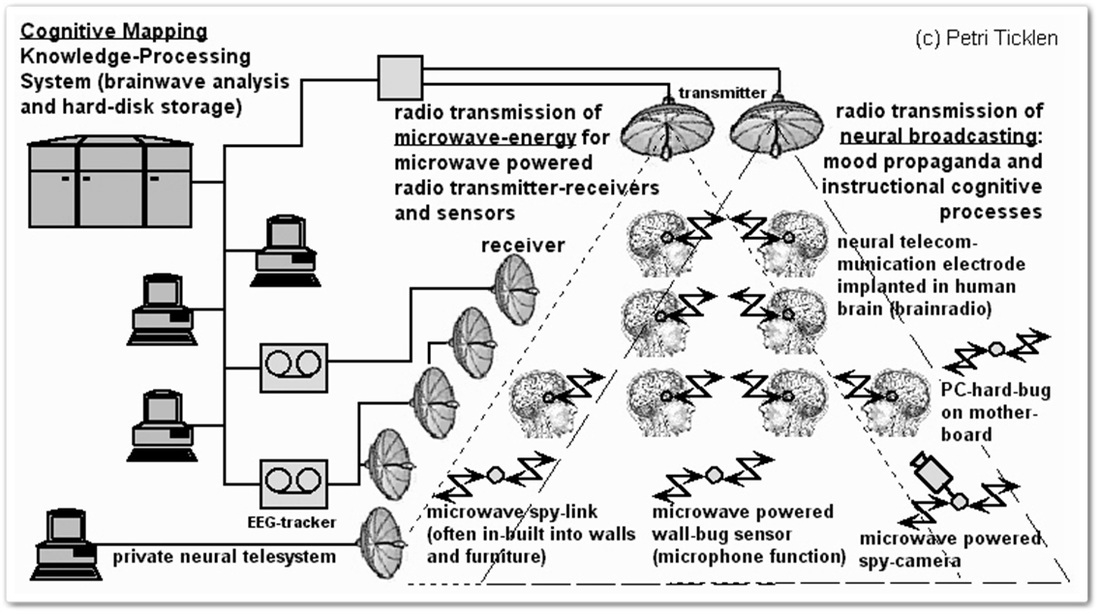 Cognitive Mapping
Knowledge-Processing
System (brainwave analysis
and hard-disk storage)
(c) Petri Ticklen
transmitter
radio transmission of
microwave-energy for
microwave powered
radio transmitter-receivers
and sensors
radio transmission of
neural broadcasting:
mood propaganda and
instructional cognitive
processes
receiver
neural telecom-
munication electrode
implanted in human
brain (brainradio)
PC-hard-bug
on mother-
board
EEG-tracker
microwave spy-link
(often in-built into walls
and furniture)
microwave powered
wall-bug sensor
(microphone function)
microwave powered
spy-camera
private neural telesystem